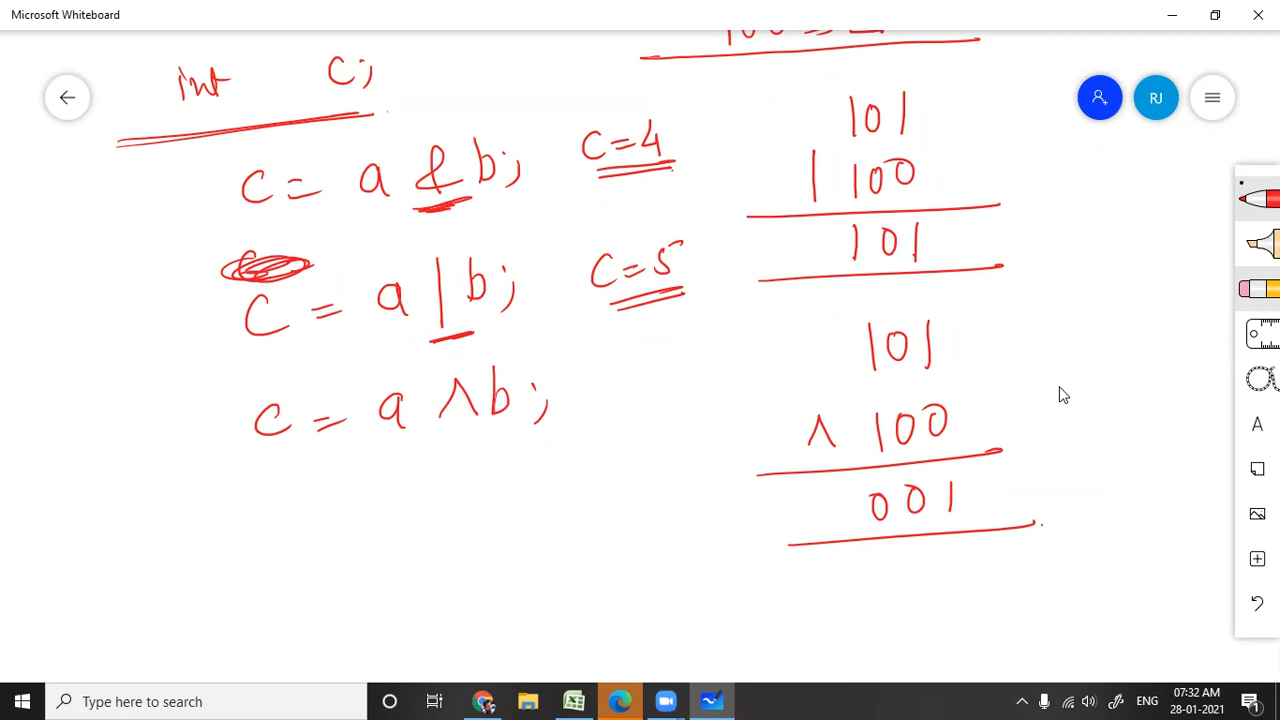 Microsoft Whiteboard
int c;
RJ
c = a & b; c=4
c = a | b; c=5
c = a ^ b;
101
| 100
101
101
^ 100
001
A
Type here to search
ENG
07:32 AM
28-01-2021
1